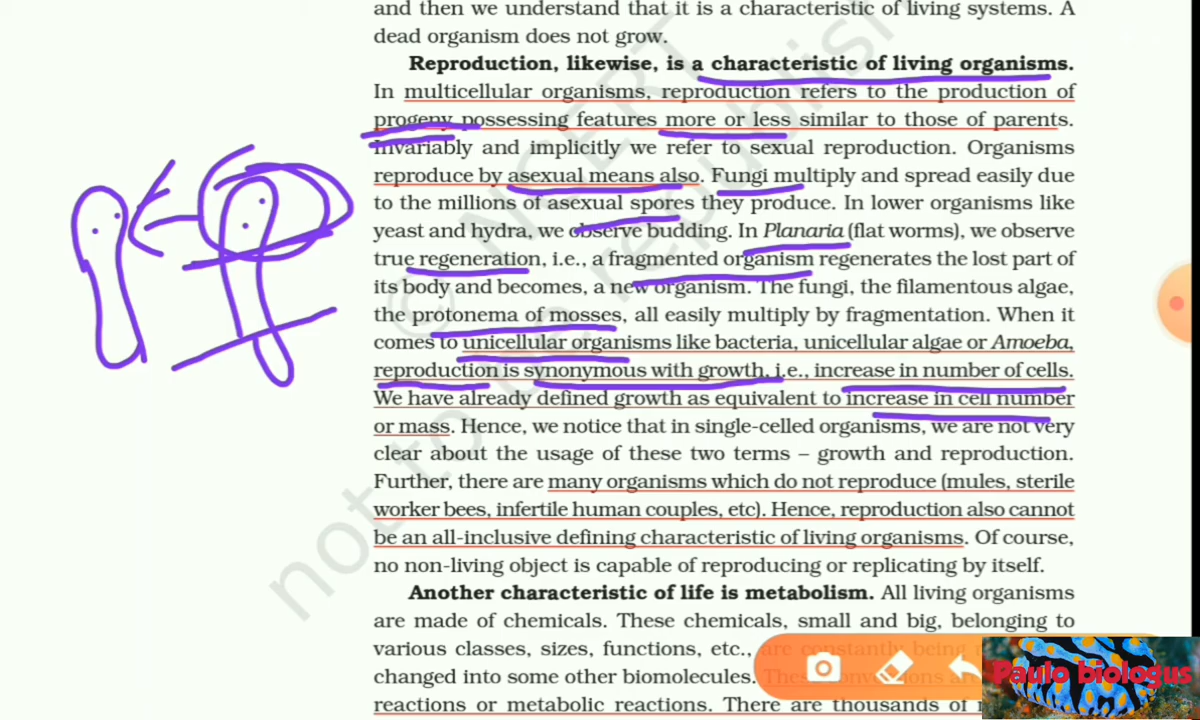 and then we understand that it is a characteristic of living systems. A
dead organism does not grow.
Reproduction, likewise, is a characteristic of living organisms.
In multicellular organisms, reproduction refers to the production of
progeny possessing features more or less similar to those of parents.
Invariably and implicitly we refer to sexual reproduction. Organisms
reproduce by asexual means also. Fungi multiply and spread easily due
to the millions of asexual spores they produce. In lower organisms like
yeast and hydra, we observe budding. In Planaria (flat worms), we observe
true regeneration, i.e., a fragmented organism regenerates the lost part of
its body and becomes, a new organism. The fungi, the filamentous algae,
the protonema of mosses, all easily multiply by fragmentation. When it
comes to unicellular organisms like bacteria, unicellular algae or Amoeba,
reproduction is synonymous with growth, i.e., increase in number of cells.
We have already defined growth as equivalent to increase in cell number
or mass. Hence, we notice that in single-celled organisms, we are not very
clear about the usage of these two terms – growth and reproduction.
Further, there are many organisms which do not reproduce (mules, sterile
worker bees, infertile human couples, etc). Hence, reproduction also cannot
be an all-inclusive defining characteristic of living organisms. Of course,
no non-living object is capable of reproducing or replicating by itself.
Another characteristic of life is metabolism. All living organisms
are made of chemicals. These chemicals, small and big, belonging to
various classes, sizes, functions, etc., are constantly being
changed into some other biomolecules. These
reactions or metabolic reactions. There are thousands of
Paulo biologus
© NCERT
not to be republish